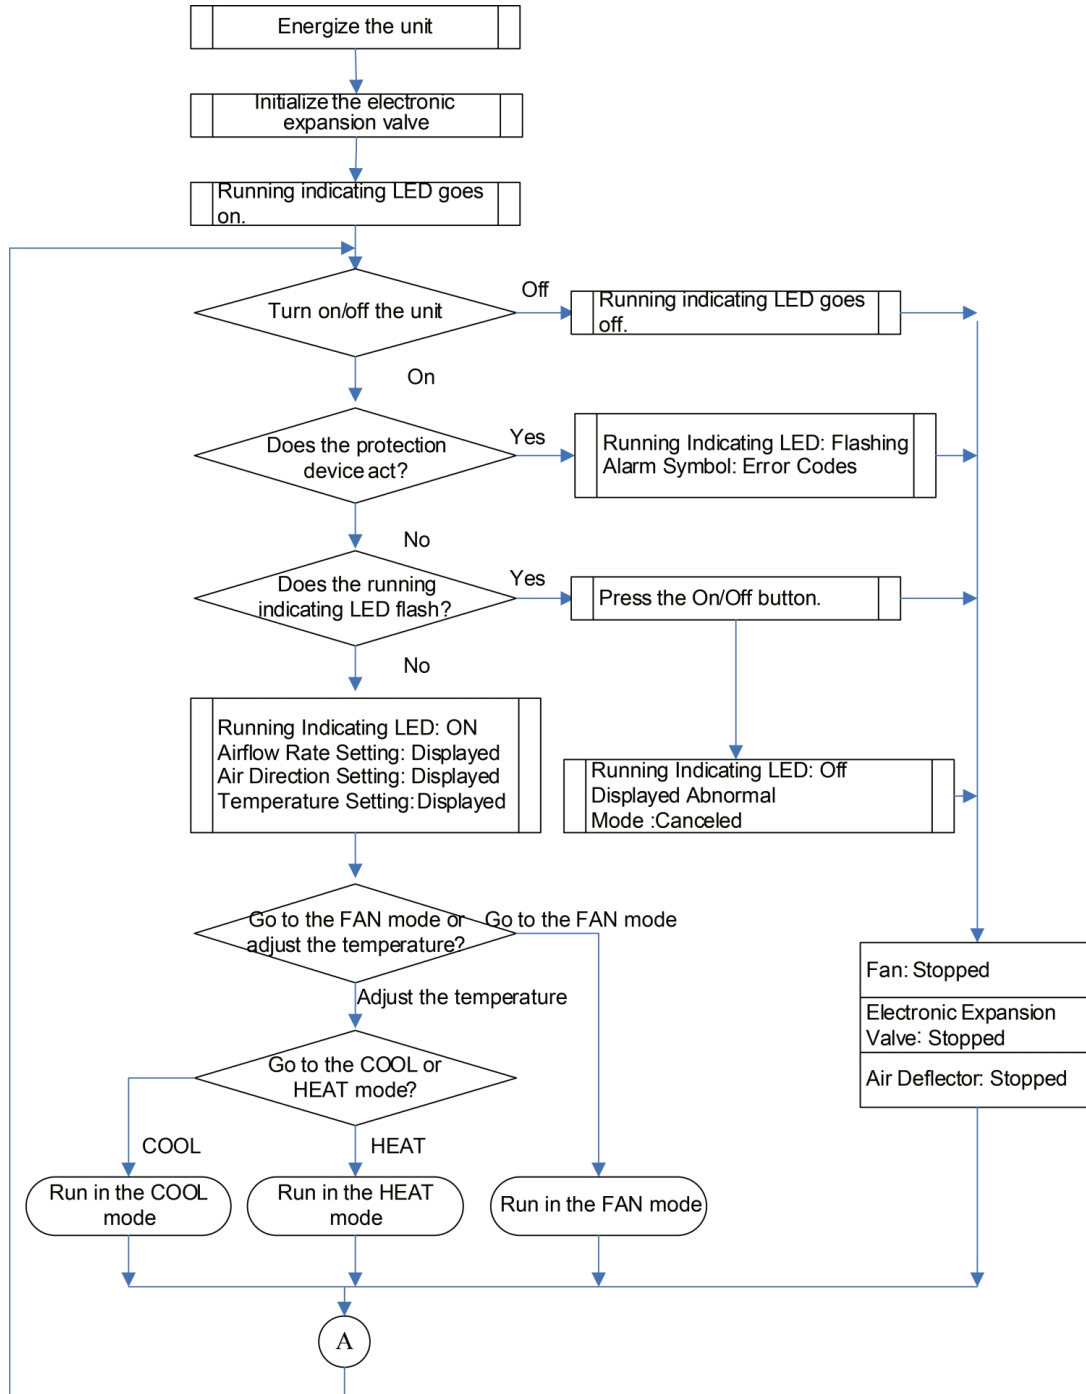 Energize the unit
Initialize the electronic
expansion valve
Running indicating LED goes
on.
Turn on/off the unit
Off
Running indicating LED goes
off.
On
Does the protection
device act?
Yes
Running Indicating LED: Flashing
Alarm Symbol: Error Codes
No
Does the running
indicating LED flash?
Yes
Press the On/Off button.
No
Running Indicating LED: ON
Airflow Rate Setting: Displayed
Air Direction Setting: Displayed
Temperature Setting: Displayed
Running Indicating LED: Off
Displayed Abnormal
Mode :Canceled
Go to the FAN mode or
adjust the temperature?
Go to the FAN mode
Adjust the temperature
Fan: Stopped
Electronic Expansion
Valve: Stopped
Air Deflector: Stopped
Go to the COOL or
HEAT mode?
COOL
HEAT
Run in the COOL
mode
Run in the HEAT
mode
Run in the FAN mode
A